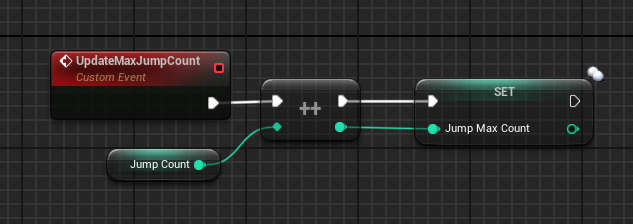 UpdateMaxJumpCount
Custom Event
++
SET
Jump Count
Jump Max Count